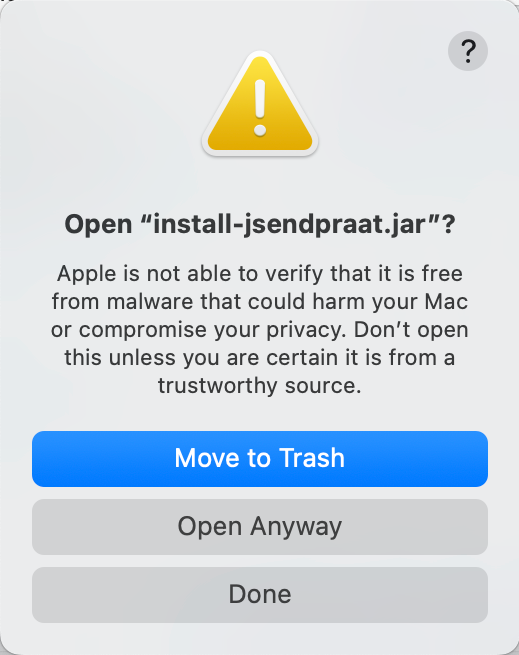 ?
Open “install-jsendpraat.jar”?
Apple is not able to verify that it is free
from malware that could harm your Mac
or compromise your privacy. Don’t open
this unless you are certain it is from a
trustworthy source.
Move to Trash
Open Anyway
Done